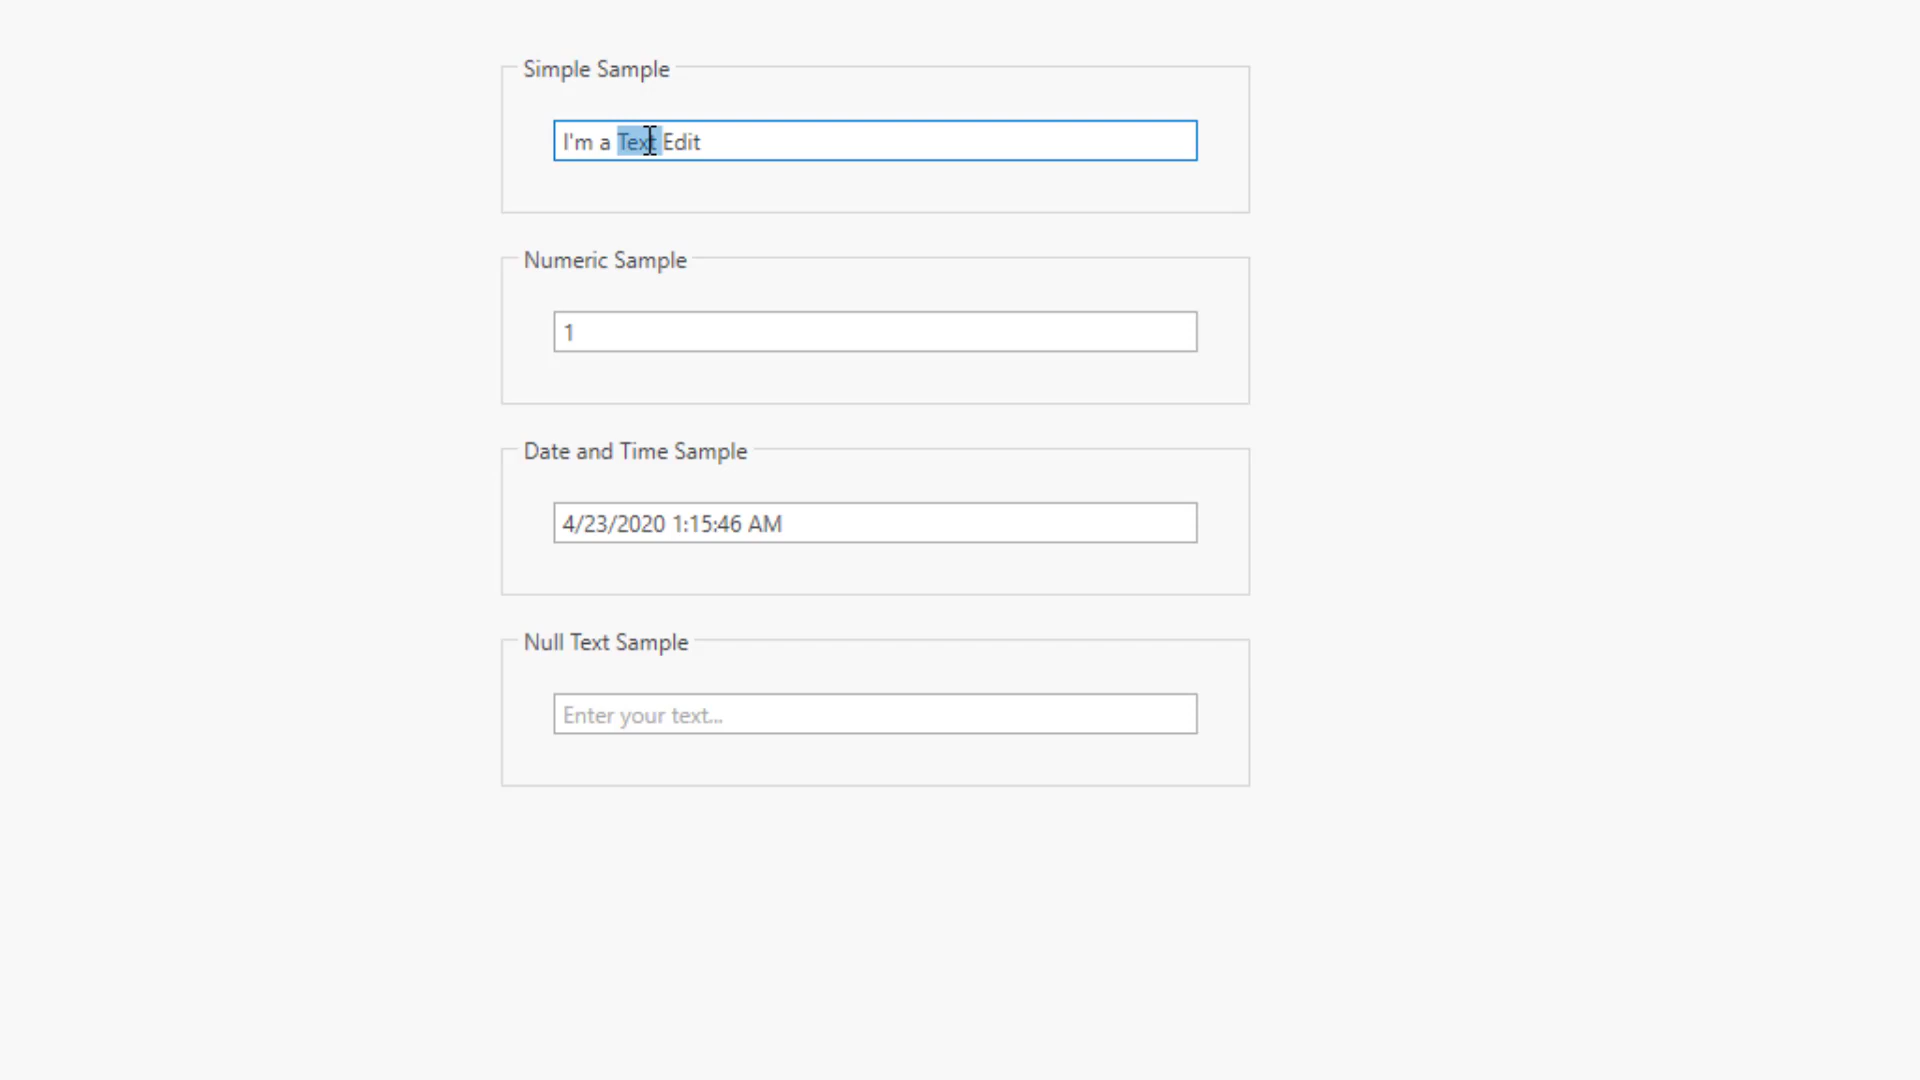 Simple Sample
I'm a Text Edit
Numeric Sample
1
Date and Time Sample
4/23/2020 1:15:46 AM
Null Text Sample
Enter your text...